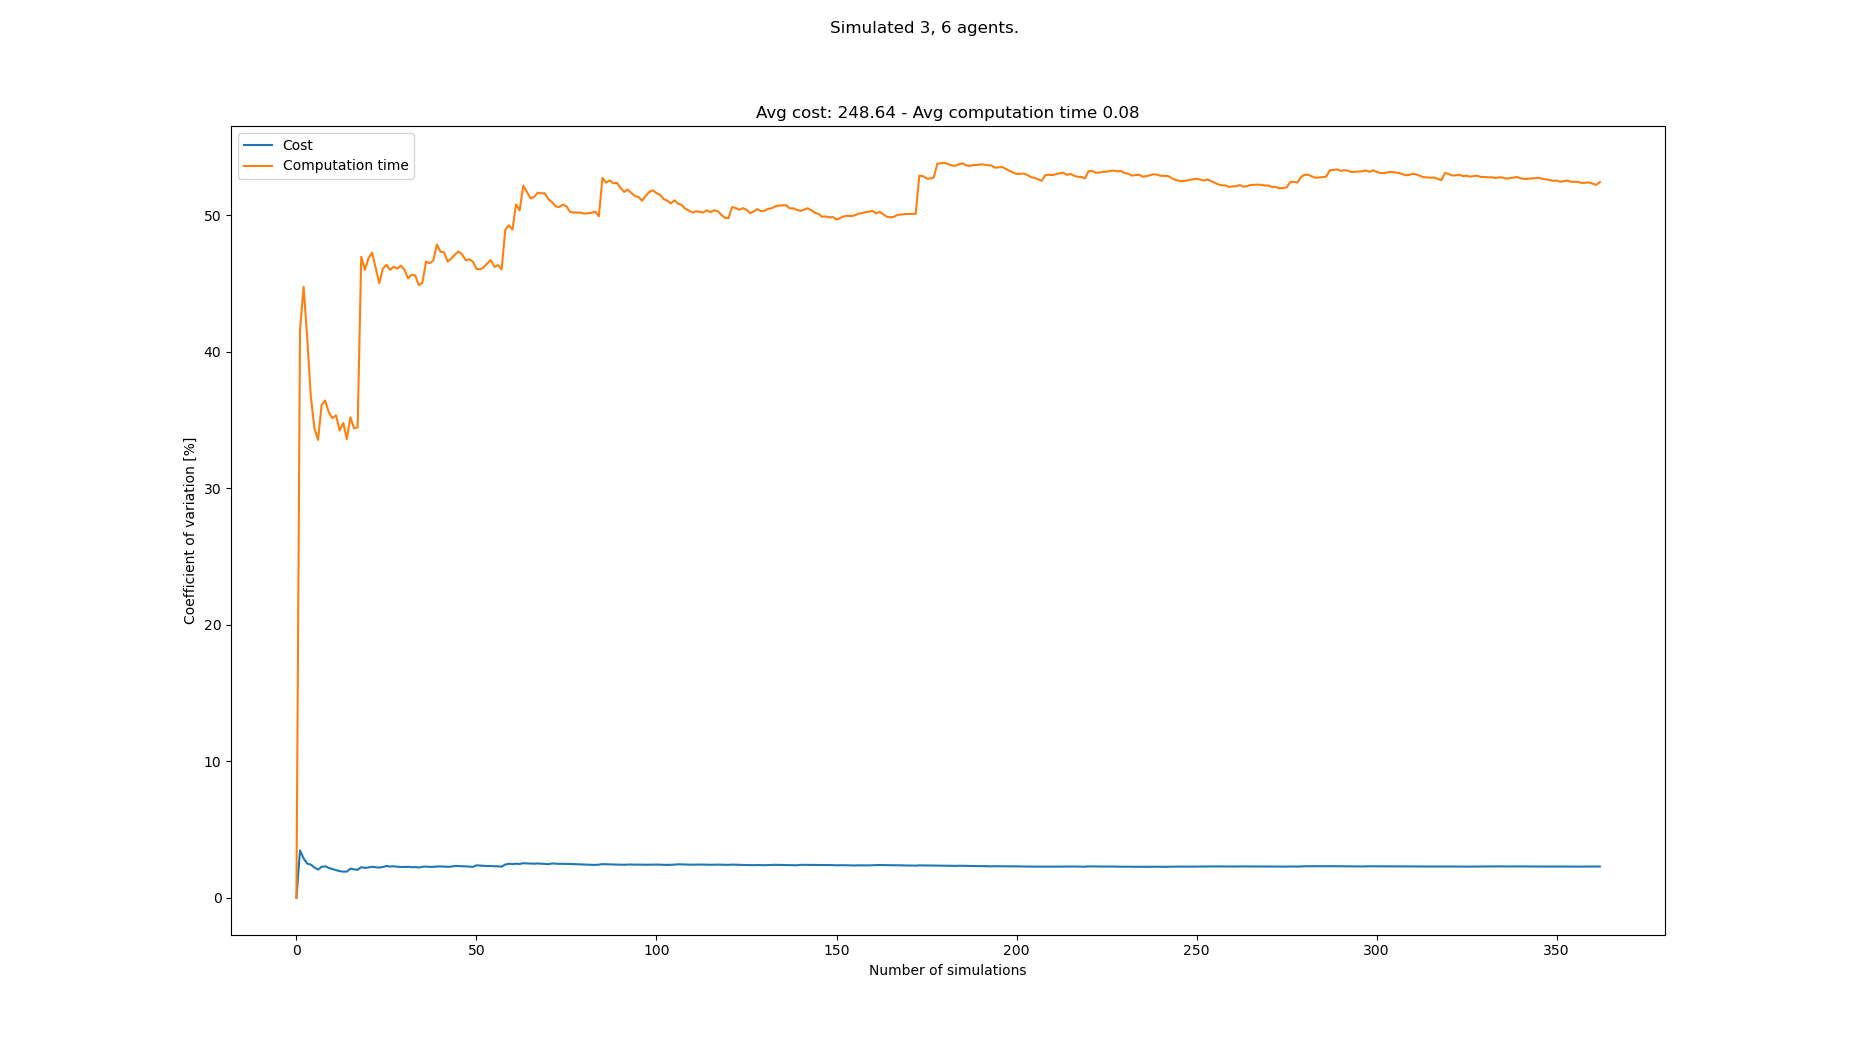 Simulated 3, 6 agents.
Avg cost: 248.64 - Avg computation time 0.08
Cost
Computation time
Coefficient of variation [%]
50
40
30
20
10
0
0 50 100 150 200 250 300 350
Number of simulations